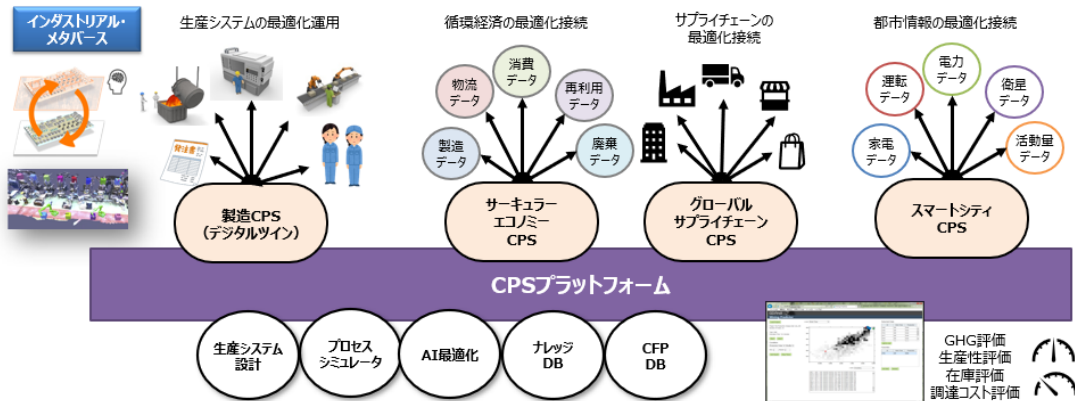 インダストリアル・
メタバース
生産システムの最適化運用
循環経済の最適化接続
サプライチェーンの
最適化接続
都市情報の最適化接続
発注書
製造
データ
物流
データ
消費
データ
再利用
データ
廃棄
データ
家電
データ
運転
データ
電力
データ
衛星
データ
活動量
データ
製造CPS
（デジタルツイン）
サーキュラー
エコノミー
CPS
グローバル
サプライチェーン
CPS
スマートシティ
CPS
CPSプラットフォーム
生産システム
設計
プロセス
シミュレータ
AI最適化
ナレッジ
DB
CFP
DB
GHG評価
生産性評価
在庫評価
調達コスト評価